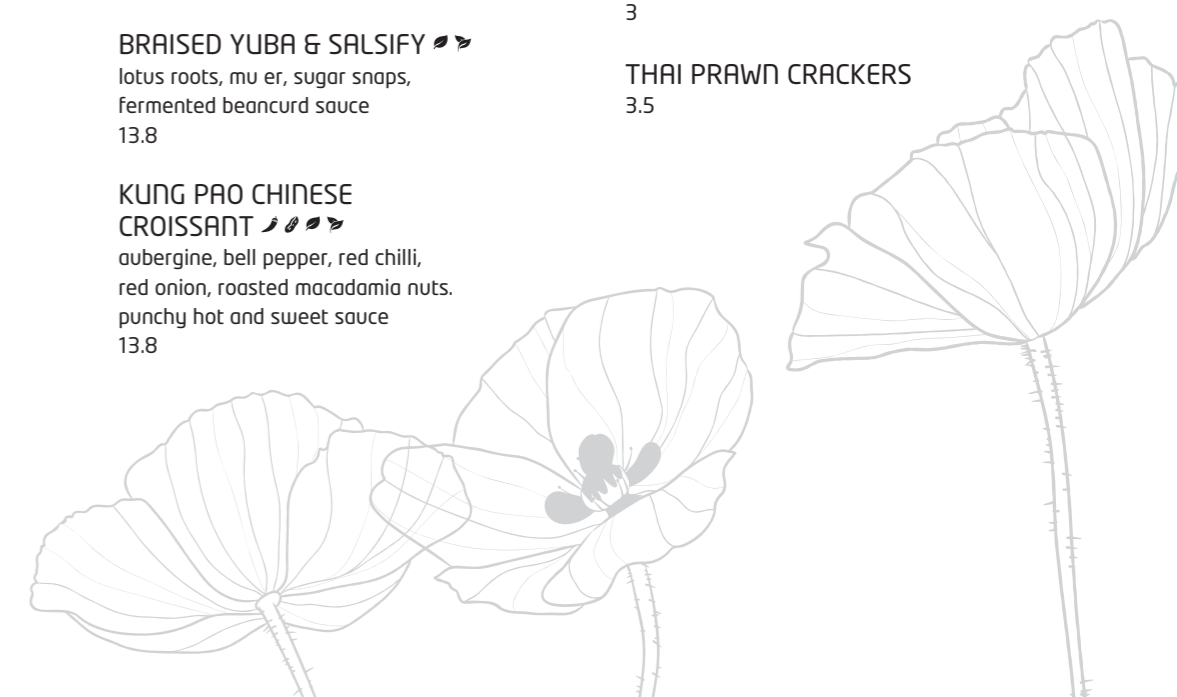 BRAISED YUBA & SALSIFY
lotus roots, mu er, sugar snaps,
fermented beancurd sauce
13.8
KUNG PAO CHINESE
CROISSANT
aubergine, bell pepper, red chilli,
red onion, roasted macadamia nuts.
punchy hot and sweet sauce
13.8
3
THAI PRAWN CRACKERS
3.5